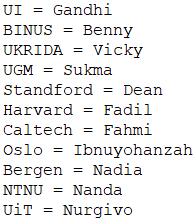 UI = Gandhi
BINUS = Benny
UKRIDA = Vicky
UGM = Sukma
Standford = Dean
Harvard = Fadil
Caltech = Fahmi
Oslo = Ibnuyohanzah
Bergen = Nadia
NTNU = Nanda
UiT = Nurgivo